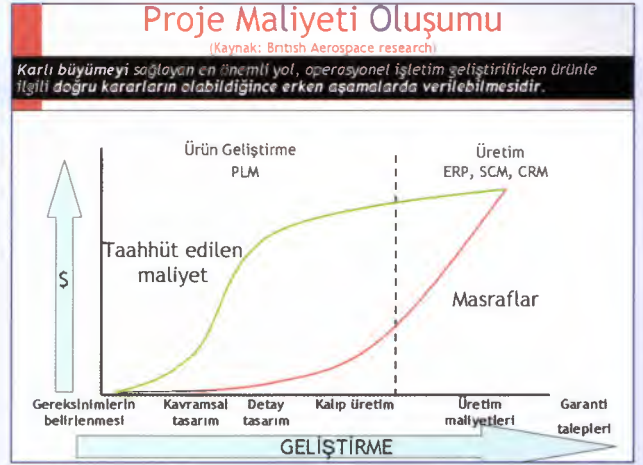 Proje Maliyeti Oluşumu
(Kaynak: British Aerospace research)
Karlı büyümeyi sağlayan en önemli yol, operasyonel işletim geliştirilirken ürünle
ilgili doğru kararların olabildiğince erken aşamalarda verilebilmesidir.
Ürün Geliştirme
PLM
Üretim
ERP, SCM, CRM
Taahhüt edilen
maliyet
$
Masraflar
Gereksinimlerin
belirlenmesi
Kavramsal
tasarım
Detay
tasarım
Kalıp üretim
Üretim
maliyetleri
Garanti
talepleri
GELİŞTİRME